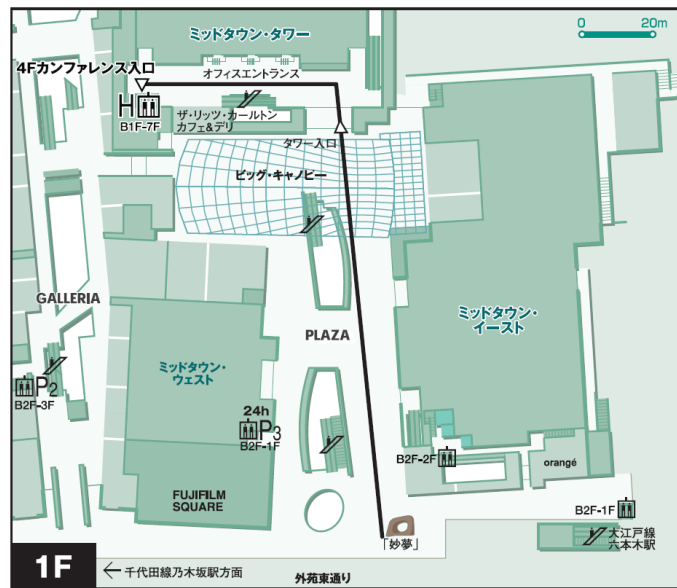 ミッドタウン・タワー
0 20m
4Fカンファレンス入口
オフィスエントランス
H
B1F-7F
ザ・リッツ・カールトン
カフェ&デリ
タワー入口
ビッグ・キャノピー
GALLERIA
PLAZA
ミッドタウン・
イースト
ミッドタウン・
ウェスト
P2
B2F-3F
24h
P3
B2F-1F
B2F-2F
orangé
FUJIFILM
SQUARE
B2F-1F
「妙夢」
大江戸線
六本木駅
1F
← 千代田線乃木坂駅方面
外苑東通り